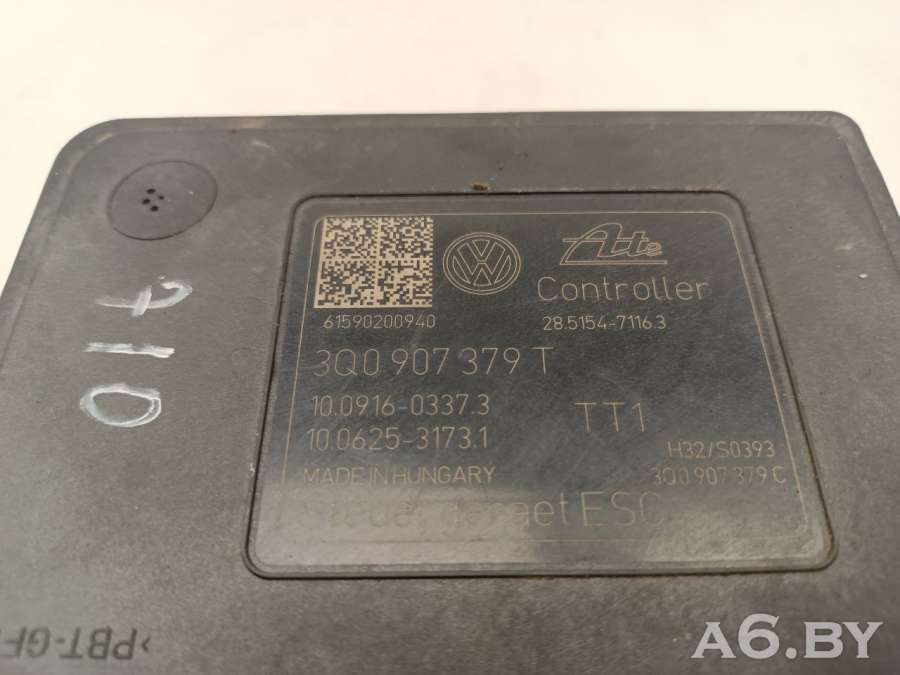 Ate
Controller
61590200940
28.5154-7116.3
3Q0 907 379 T
10.0916-0337.3
10.0625-3173.1
TT1
H32/S0393
MADE IN HUNGARY
3Q0 907 379 C
ESC
>PBT-GF
A6.BY